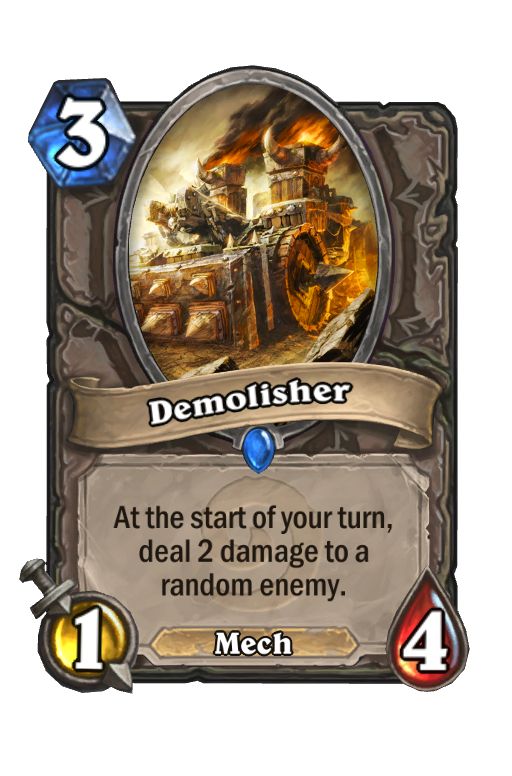 3
Demolisher
At the start of your turn,
deal 2 damage to a
random enemy.
1
Mech
4